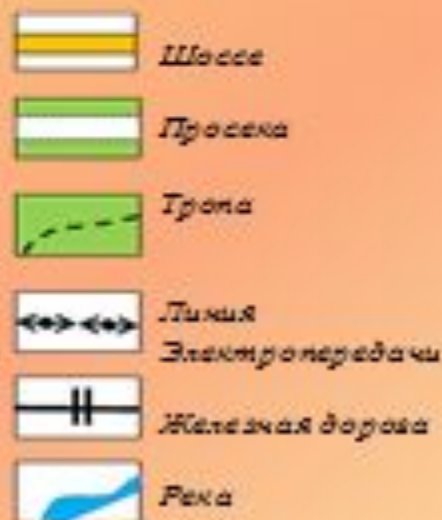 Шоссе
Просека
Тропа
Линия
Электропередачи
Железная дорога
Река